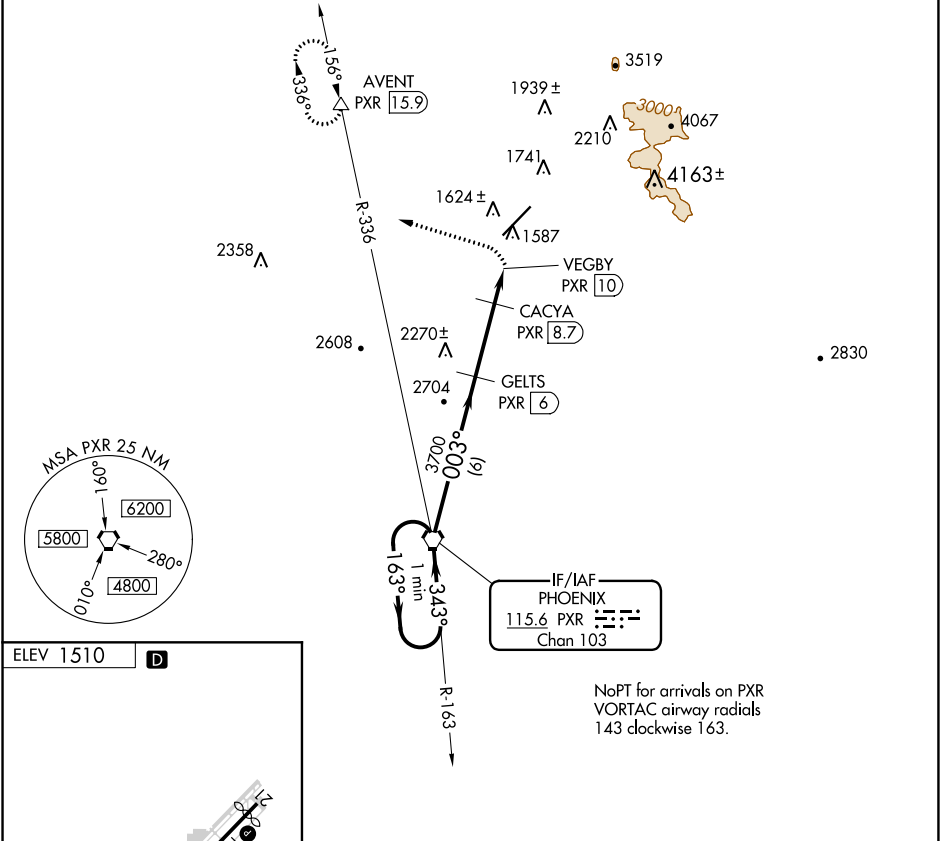 156°
336°
AVENT
PXR 15.9
3519
1939±
3000
4067
2210
1741
4163±
1624±
1587
R-336
2358
VEGBY
PXR 10
CACYA
PXR 8.7
2608
2270±
2830
GELTS
PXR 6
2704
3700
003°
(6)
MSA PXR 25 NM
160°
6200
5800
280°
4800
010°
163°
1 min
343°
IF/IAF
PHOENIX
115.6 PXR
Chan 103
R-163
NoPT for arrivals on PXR
VORTAC airway radials
143 clockwise 163.
ELEV 1510
D
21
P